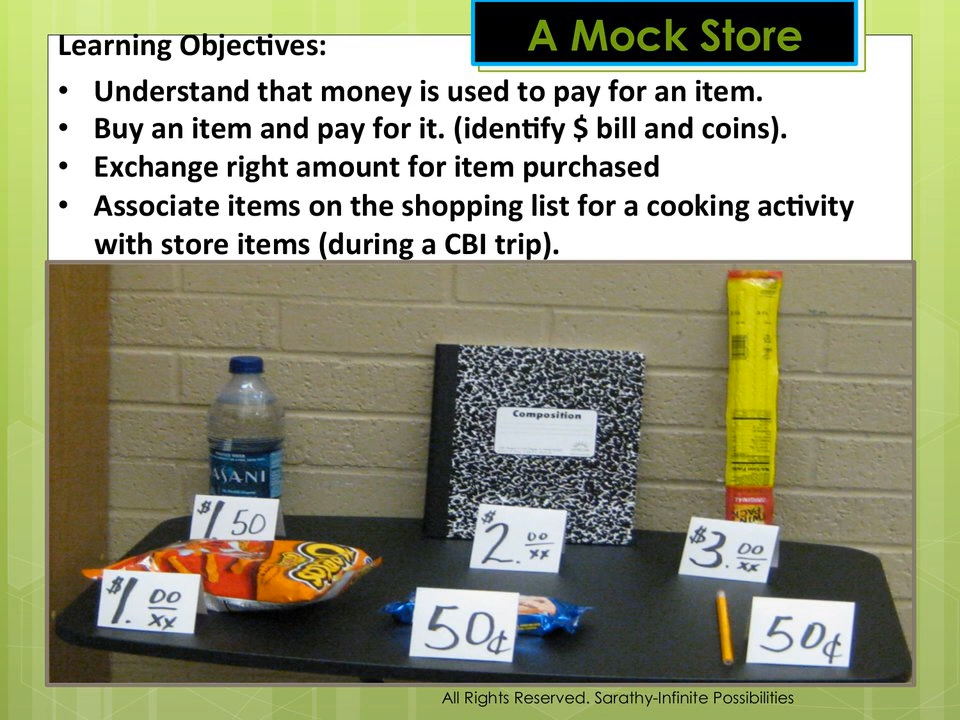 A Mock Store
Learning Objectives:
• Understand that money is used to pay for an item.
• Buy an item and pay for it. (identify $ bill and coins).
• Exchange right amount for item purchased
• Associate items on the shopping list for a cooking activity
with store items (during a CBI trip).
Composition
ASANI
$1 50
$2. 00/xx
$3. 00/xx
$1. 00/xx
50¢
50¢
All Rights Reserved. Sarathy-Infinite Possibilities